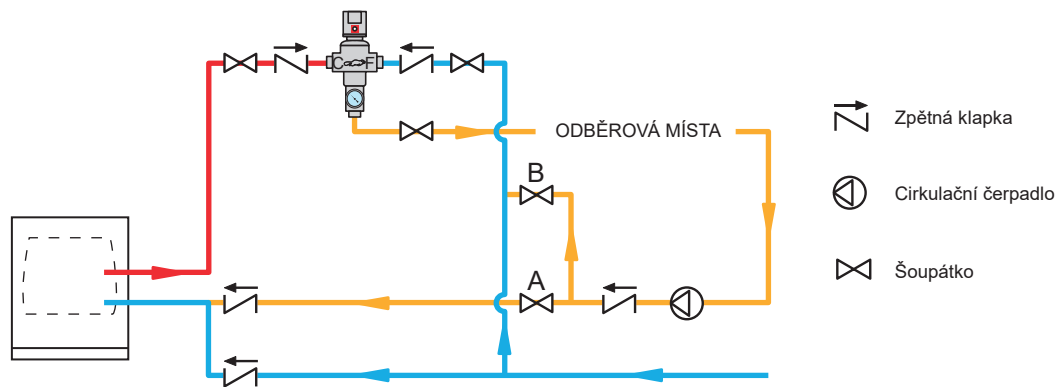 C F
ODBĚROVÁ MÍSTA
Zpětná klapka
B
Cirkulační čerpadlo
A
Šoupátko